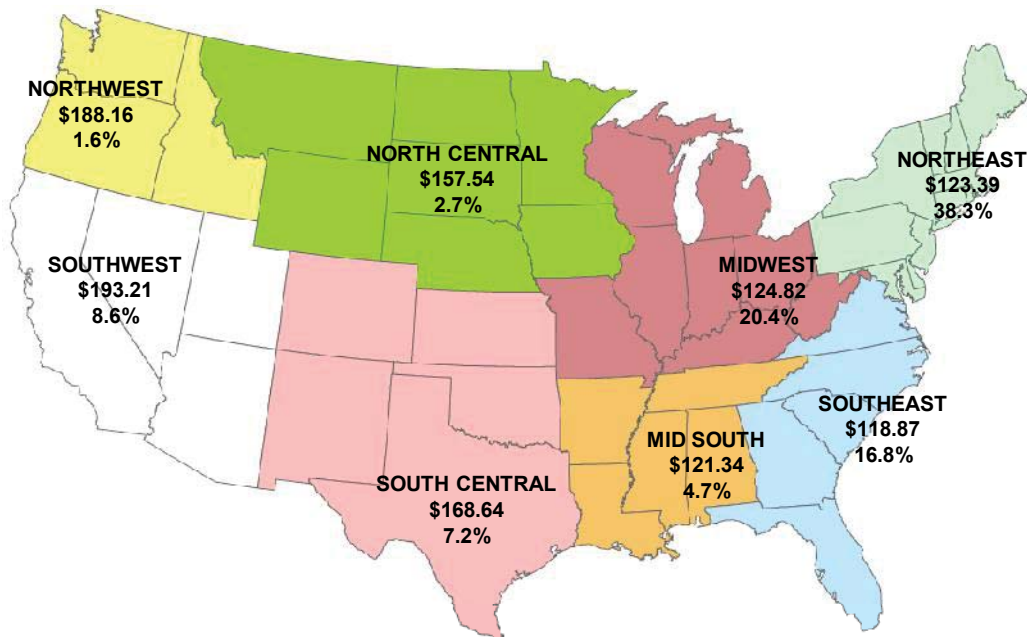 NORTHWEST
$188.16
1.6%
NORTH CENTRAL
$157.54
2.7%
NORTHEAST
$123.39
38.3%
SOUTHWEST
$193.21
8.6%
MIDWEST
$124.82
20.4%
SOUTHEAST
$118.87
16.8%
MID SOUTH
$121.34
4.7%
SOUTH CENTRAL
$168.64
7.2%